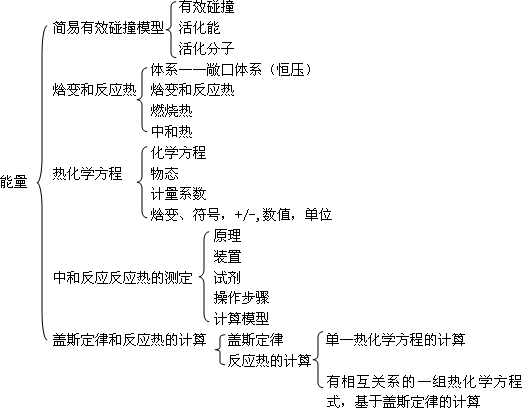 有效碰撞
简易有效碰撞模型
活化能
活化分子
体系一一敞口体系（恒压）
焓变和反应热
焓变和反应热
燃烧热
中和热
化学方程
热化学方程
物态
计量系数
能量
焓变、符号，+/-,数值，单位
原理
装置
中和反应反应热的测定
试剂
操作步骤
计算模型
盖斯定律和反应热的计算
盖斯定律
单一热化学方程的计算
反应热的计算
有相互关系的一组热化学方程
式，基于盖斯定律的计算